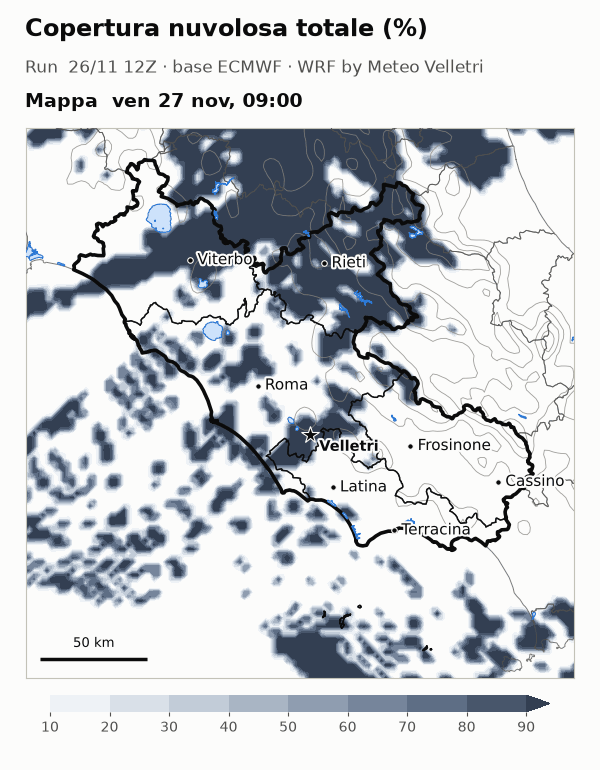 Copertura nuvolosa totale (%)
Run 26/11 12Z · base ECMWF · WRF by Meteo Velletri
Mappa ven 27 nov, 09:00
Viterbo
Rieti
Roma
Velletri
Frosinone
Latina
Cassino
Terracina
50 km
10 20 30 40 50 60 70 80 90